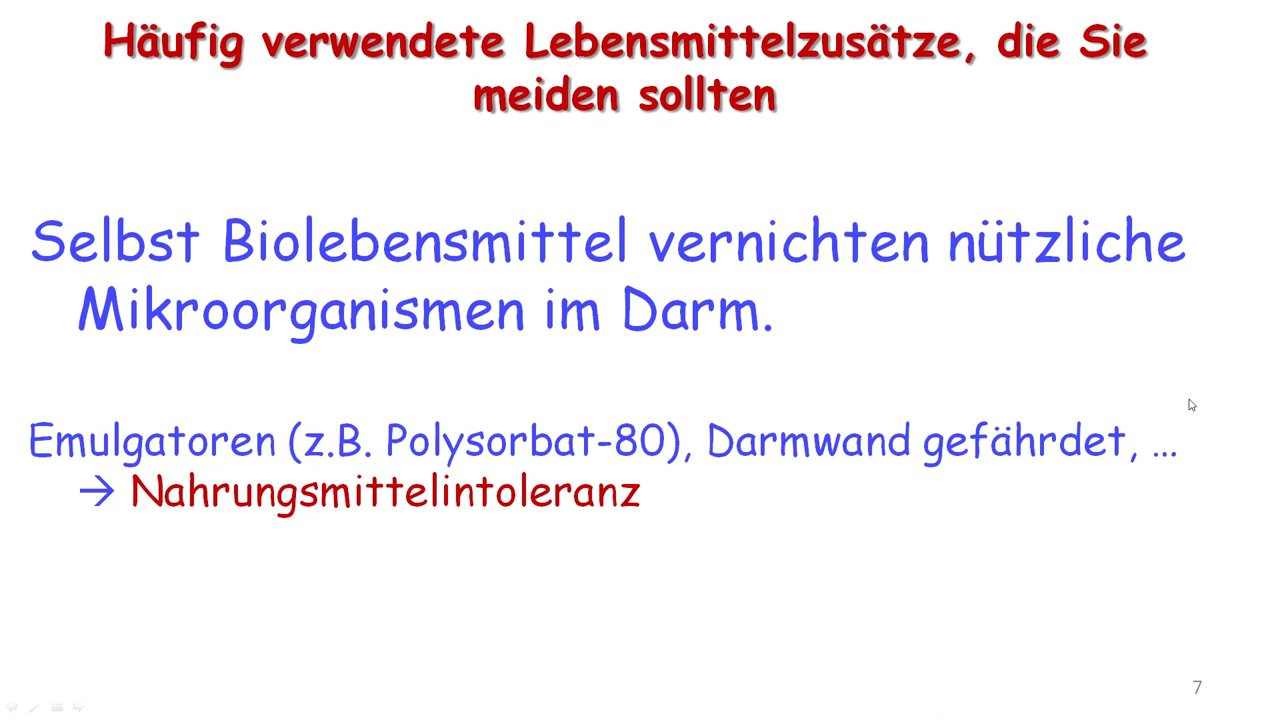 Häufig verwendete Lebensmittelzusätze, die Sie
meiden sollten
Selbst Biolebensmittel vernichten nützliche
Mikroorganismen im Darm.
Emulgatoren (z.B. Polysorbat-80), Darmwand gefährdet, …
→ Nahrungsmittelintoleranz
7